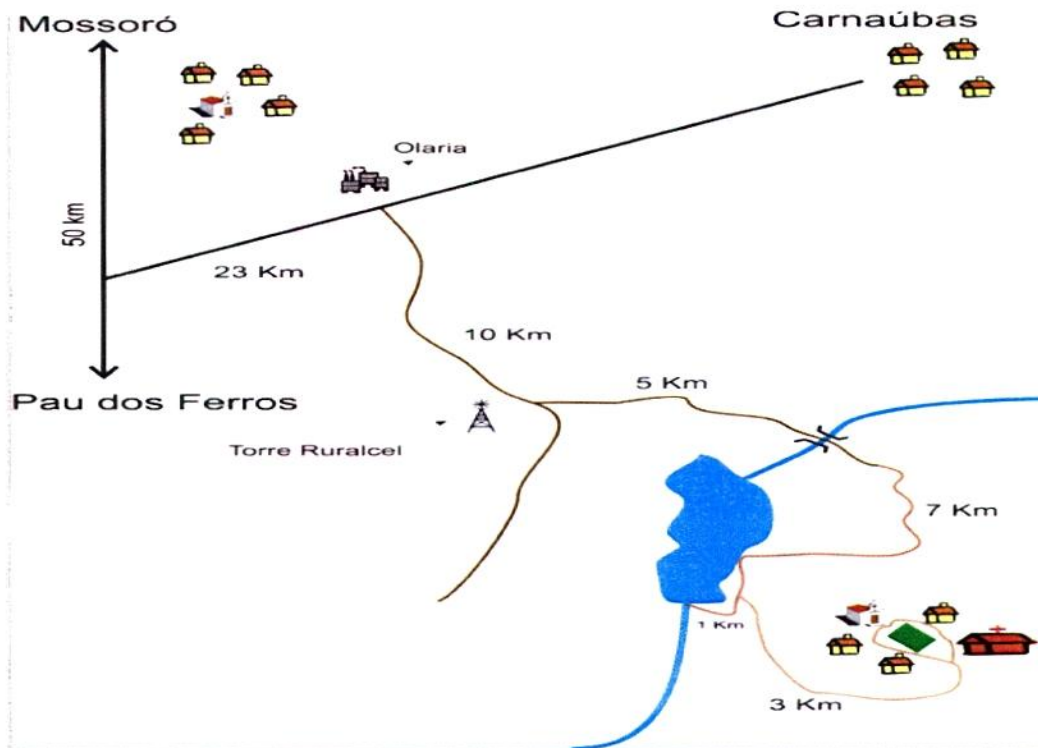 Mossoró
Carnaúbas
Olaria
50 km
23 Km
10 Km
5 Km
Pau dos Ferros
Torre Ruralcel
7 Km
1 Km
3 Km